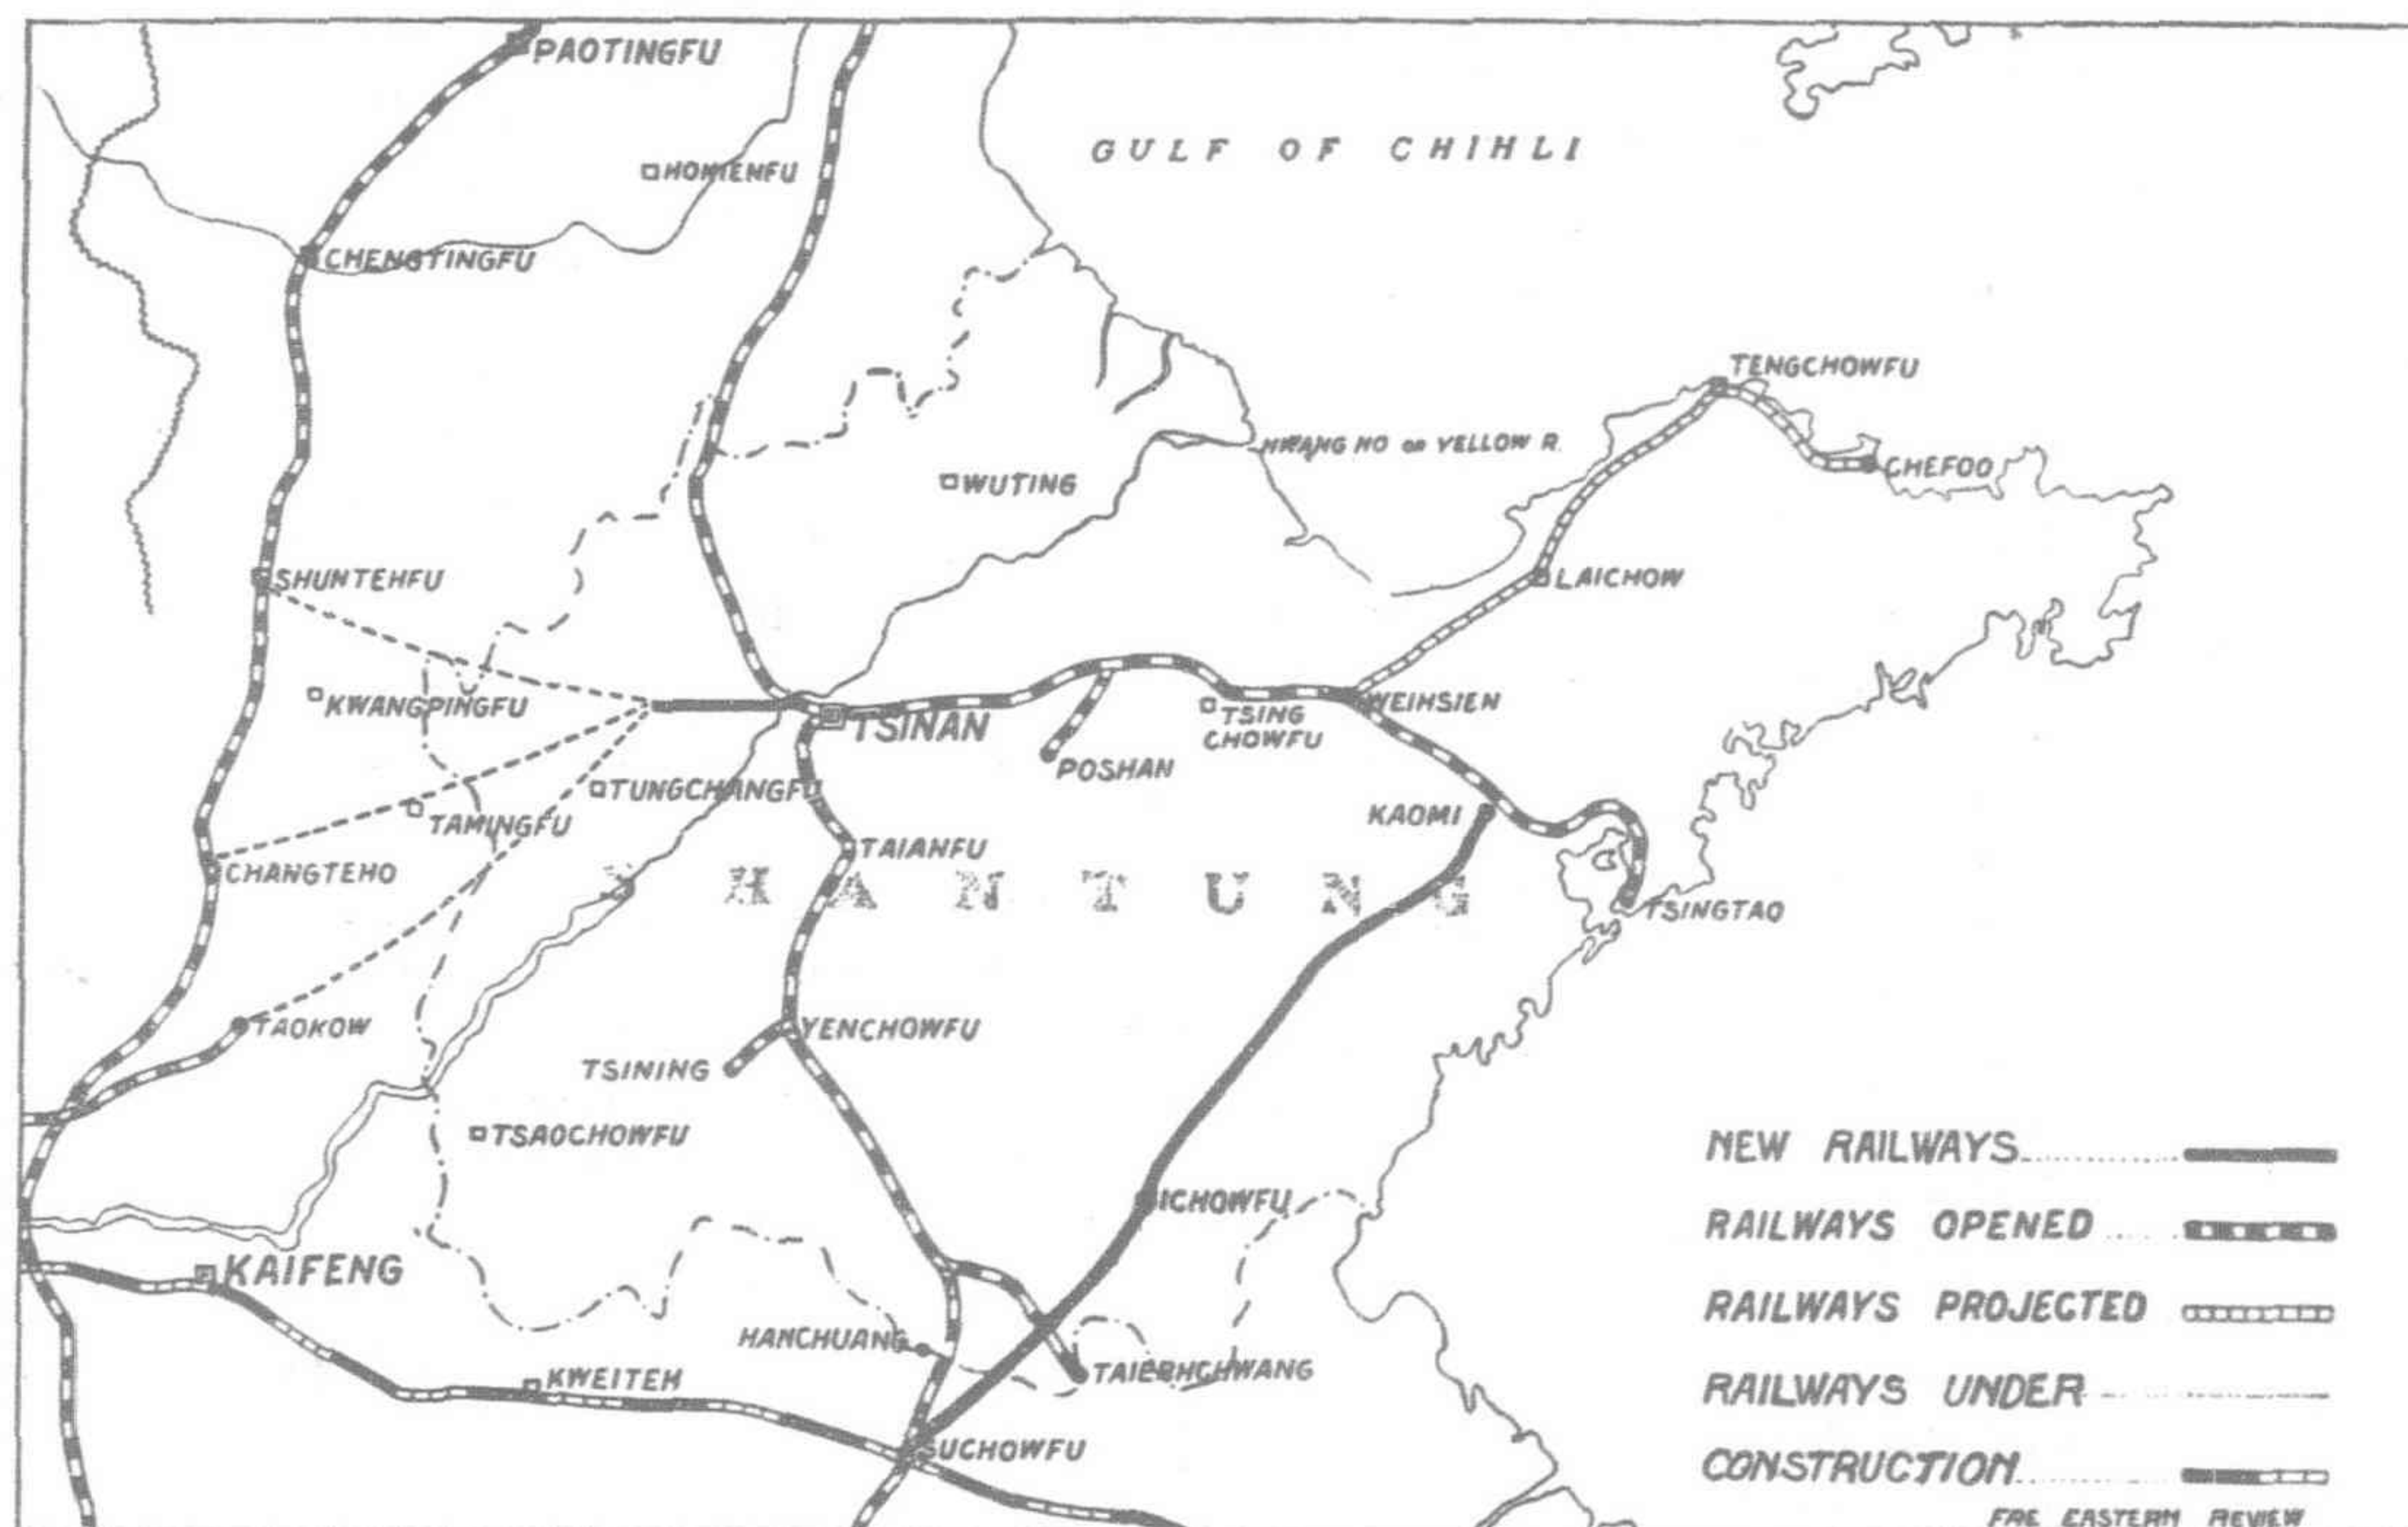 PAOTINGFU
GULF OF CHIHLI
HOKIENFU
CHENGTINGFU
TENGCHOWFU
HWANG HO OR YELLOW R.
CHEFOO
WUTING
SHUNTEHFU
LAICHOW
KWANGPINGFU
TSINAN
WEIHSIEN
TSING
CHOWFU
POSHAN
TUNGCHANGFU
TAMINGFU
KAOMI
TAIANFU
CHANGTEHO
SHANTUNG
TSINGTAO
TAOKOW
YENCHOWFU
TSINING
TSAOCHOWFU
NEW RAILWAYS
ICHOWFU
RAILWAYS OPENED
KAIFENG
RAILWAYS PROJECTED
HANCHUANG
TAIERHCHWANG
KWEITEH
RAILWAYS UNDER
SUCHOWFU
CONSTRUCTION
FAE EASTERN REVIEW